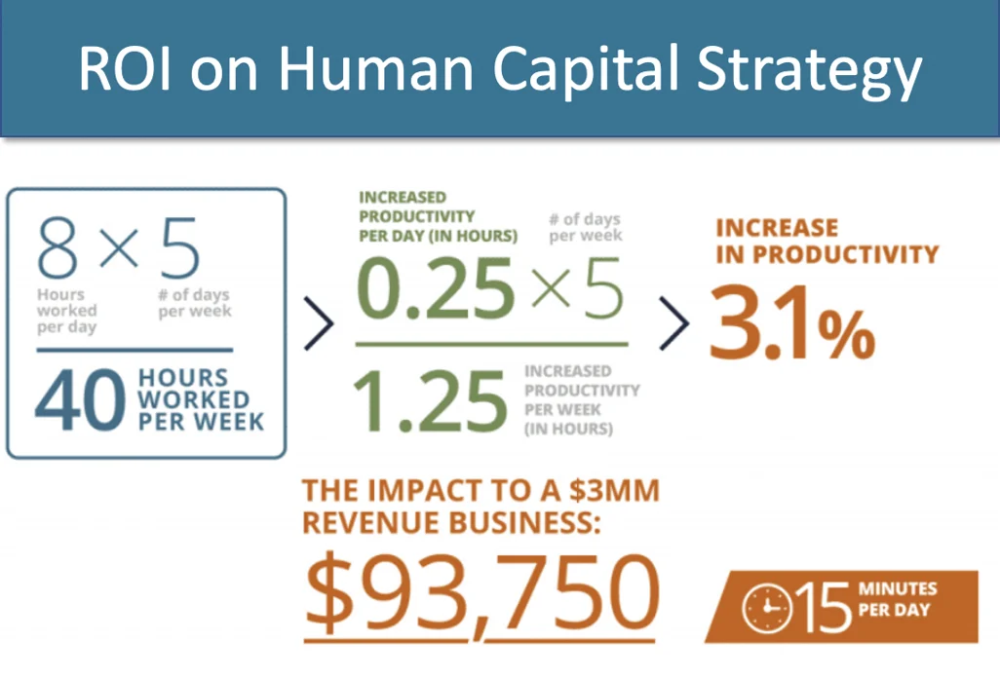 ROI on Human Capital Strategy
8 × 5
Hours
worked
per day
# of days
per week
40
HOURS
WORKED
PER WEEK
>
INCREASED
PRODUCTIVITY
PER DAY (IN HOURS)
# of days
per week
0.25 × 5
1.25
INCREASED
PRODUCTIVITY
PER WEEK
(IN HOURS)
>
INCREASE
IN PRODUCTIVITY
3.1%
THE IMPACT TO A $3MM
REVENUE BUSINESS:
$93,750
15
MINUTES
PER DAY